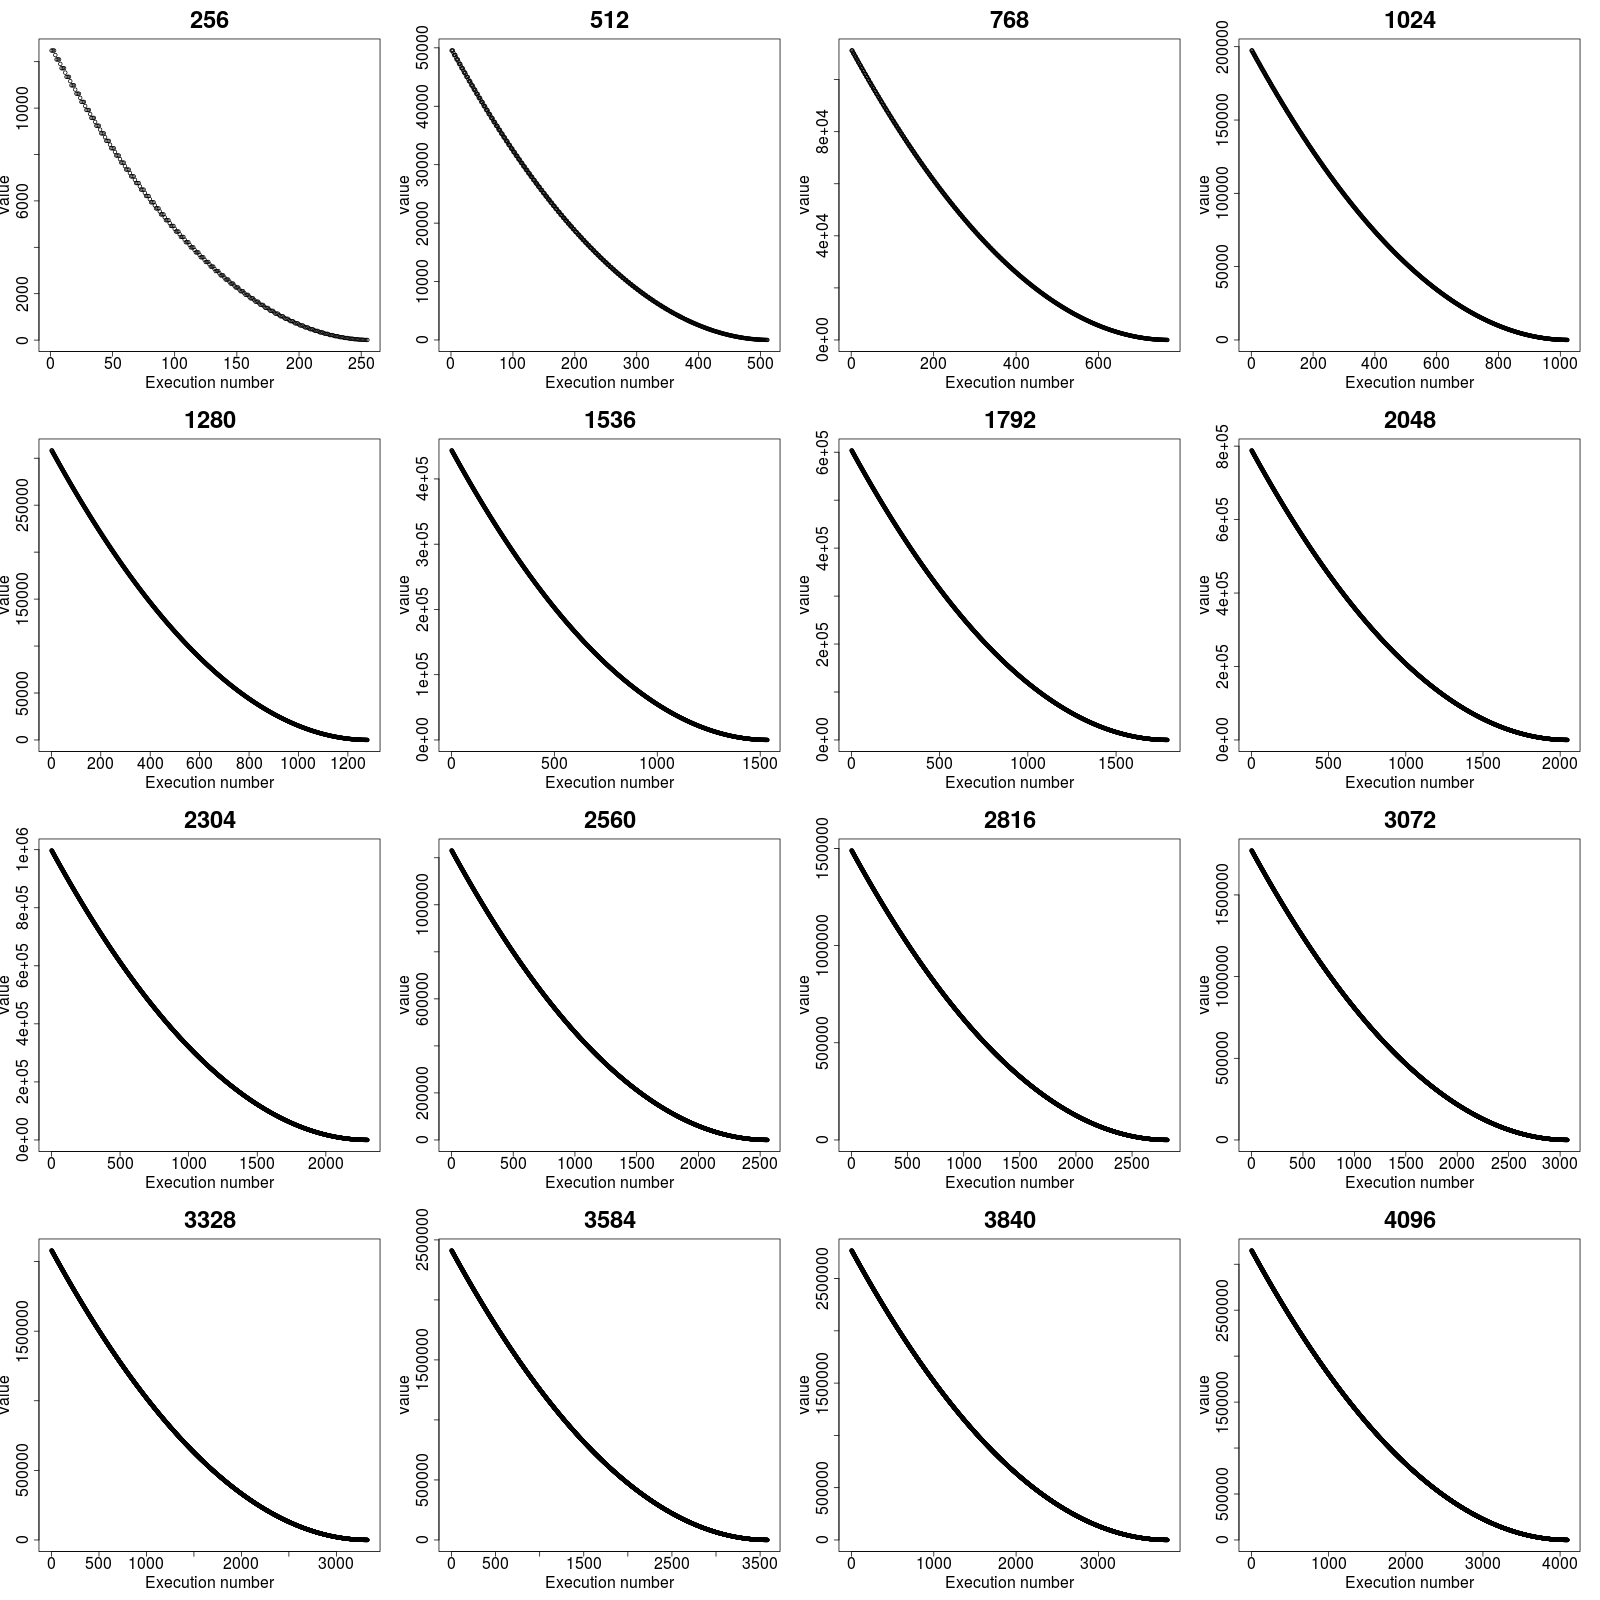 256
value
10000
6000
2000
0
0 50 100 150 200 250
Execution number
512
value
50000
40000
30000
20000
10000
0
0 100 200 300 400 500
Execution number
768
value
8e+04
4e+04
0e+00
0 200 400 600
Execution number
1024
value
200000
150000
100000
50000
0
0 200 400 600 800 1000
Execution number
1280
value
250000
150000
50000
0
0 200 400 600 800 1000 1200
Execution number
1536
value
4e+05
3e+05
2e+05
1e+05
0e+00
0 500 1000 1500
Execution number
1792
value
6e+05
4e+05
2e+05
0e+00
0 500 1000 1500
Execution number
2048
value
8e+05
6e+05
4e+05
2e+05
0e+00
0 500 1000 1500 2000
Execution number
2304
value
1e+06
8e+05
6e+05
4e+05
2e+05
0e+00
0 500 1000 1500 2000
Execution number
2560
value
1000000
600000
200000
0
0 500 1000 1500 2000 2500
Execution number
2816
value
1500000
1000000
500000
0
0 500 1000 1500 2000 2500
Execution number
3072
value
1500000
1000000
500000
0
0 500 1000 1500 2000 2500 3000
Execution number
3328
value
1500000
500000
0
0 500 1000 2000 3000
Execution number
3584
value
2500000
1500000
500000
0
0 500 1500 2500 3500
Execution number
3840
value
2500000
1500000
500000
0
0 1000 2000 3000
Execution number
4096
value
2500000
1500000
500000
0
0 1000 2000 3000 4000
Execution number